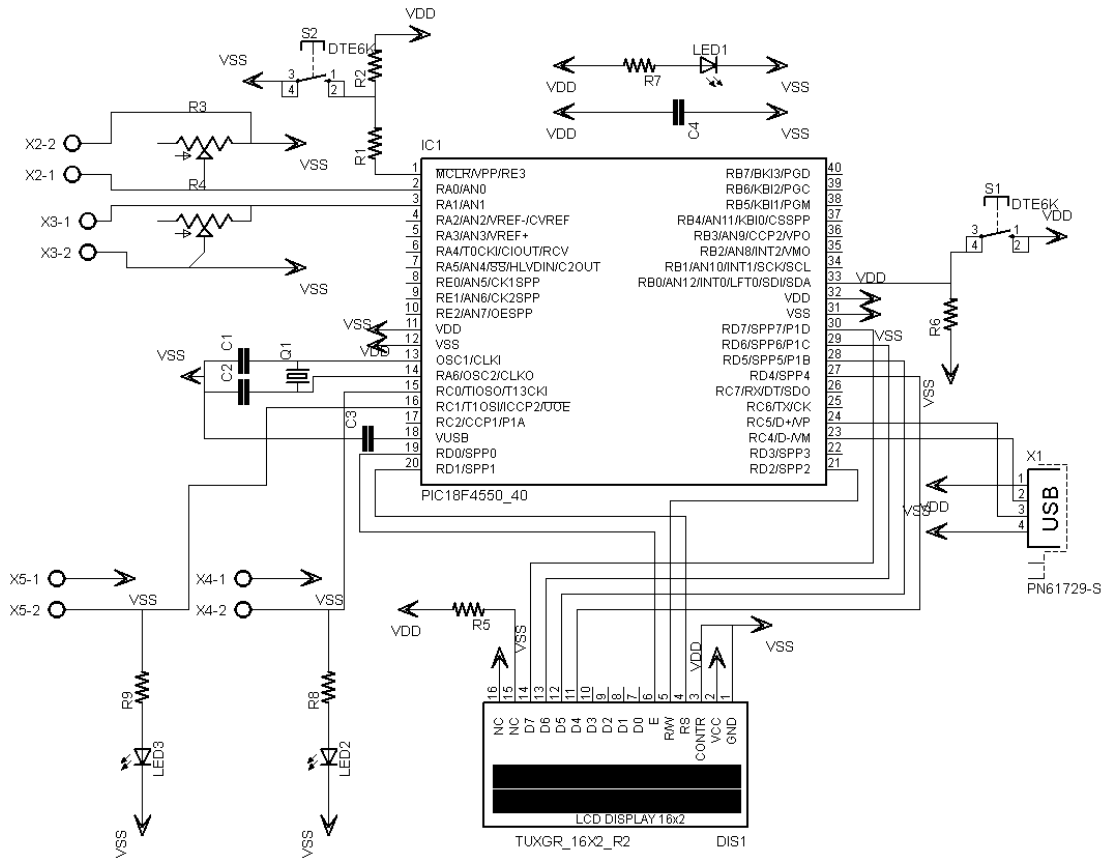 VDD
S2
DTE6K
VSS
3
1
4
2
R2
LED1
R7
VDD
VSS
R3
X2-2
VSS
R1
VDD
C4
VSS
IC1
X2-1
R4
X3-1
X3-2
VSS
1 MCLR/VPP/RE3 RB7/BKI3/PGD 40
2 RA0/AN0 RB6/KBI2/PGC 39
3 RA1/AN1 RB5/KBI1/PGM 38
4 RA2/AN2/VREF-/CVREF RB4/AN11/KBI0/CSSPP 37
5 RA3/AN3/VREF+ RB3/AN9/CCP2/VPO 36
6 RA4/T0CKI/CIOUT/RCV RB2/AN8/INT2/VMO 35
7 RA5/AN4/SS/HLVDIN/C2OUT RB1/AN10/INT1/SCK/SCL 34
8 RE0/AN5/CK1SPP RB0/AN12/INT0/LFT0/SDI/SDA 33
9 RE1/AN6/CK2SPP VDD 32
10 RE2/AN7/OESPP VSS 31
11 VDD RD7/SPP7/P1D 30
12 VSS RD6/SPP6/P1C 29
13 OSC1/CLKI RD5/SPP5/P1B 28
14 RA6/OSC2/CLKO RD4/SPP4 27
15 RC0/TIOSO/T13CKI RC7/RX/DT/SDO 26
16 RC1/T1OSI/ICCP2/UOE RC6/TX/CK 25
17 RC2/CCP1/P1A RC5/D+/VP 24
18 VUSB RC4/D-/VM 23
19 RD0/SPP0 RD3/SPP3 22
20 RD1/SPP1 RD2/SPP2 21
PIC18F4550_40
S1
DTE6K
VDD
3
1
4
2
VDD
VSS
R6
VSS
VSS
VDD
VSS
C1
C2
Q1
C3
X1
1
2
3
4
USB
VDD
VSS
PN61729-S
X5-1
X5-2
VSS
X4-1
X4-2
VSS
VDD
R5
VSS
VDD
VSS
R9
LED3
VSS
R8
LED2
VSS
16 15 14 13 12 11 10 9 8 7 6 5 4 3 2 1
NC NC D7 D6 D5 D4 D3 D2 D1 D0 E R/W RS CONTR VCC GND
LCD DISPLAY 16x2
TUXGR_16X2_R2
DIS1